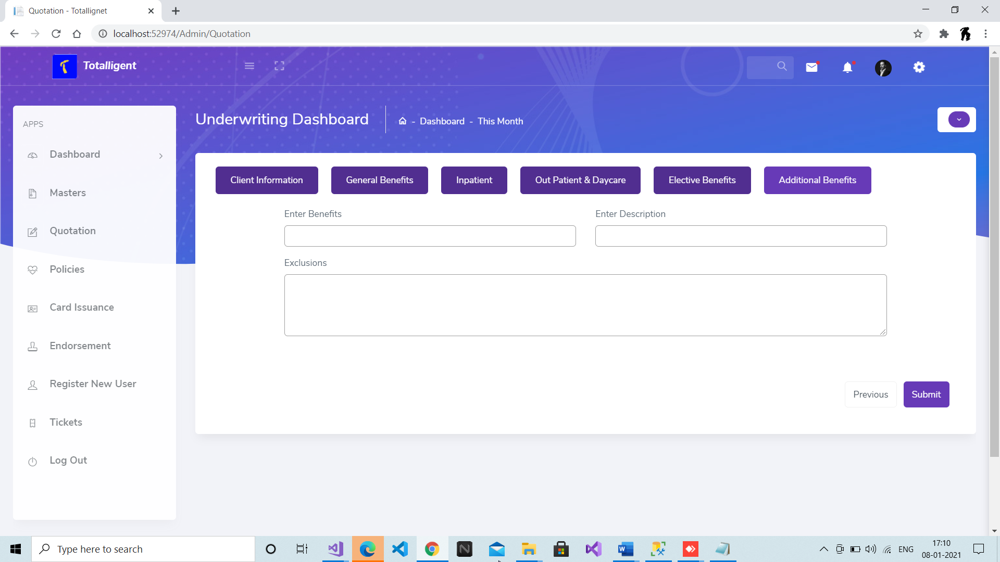 Quotation - Totallignet
localhost:52974/Admin/Quotation
Totalligent
Underwriting Dashboard
- Dashboard - This Month
APPS
Dashboard
Masters
Quotation
Policies
Card Issuance
Endorsement
Register New User
Tickets
Log Out
Client Information General Benefits Inpatient Out Patient & Daycare Elective Benefits Additional Benefits
Enter Benefits Enter Description
Exclusions
Previous Submit
Type here to search
ENG
17:10
08-01-2021